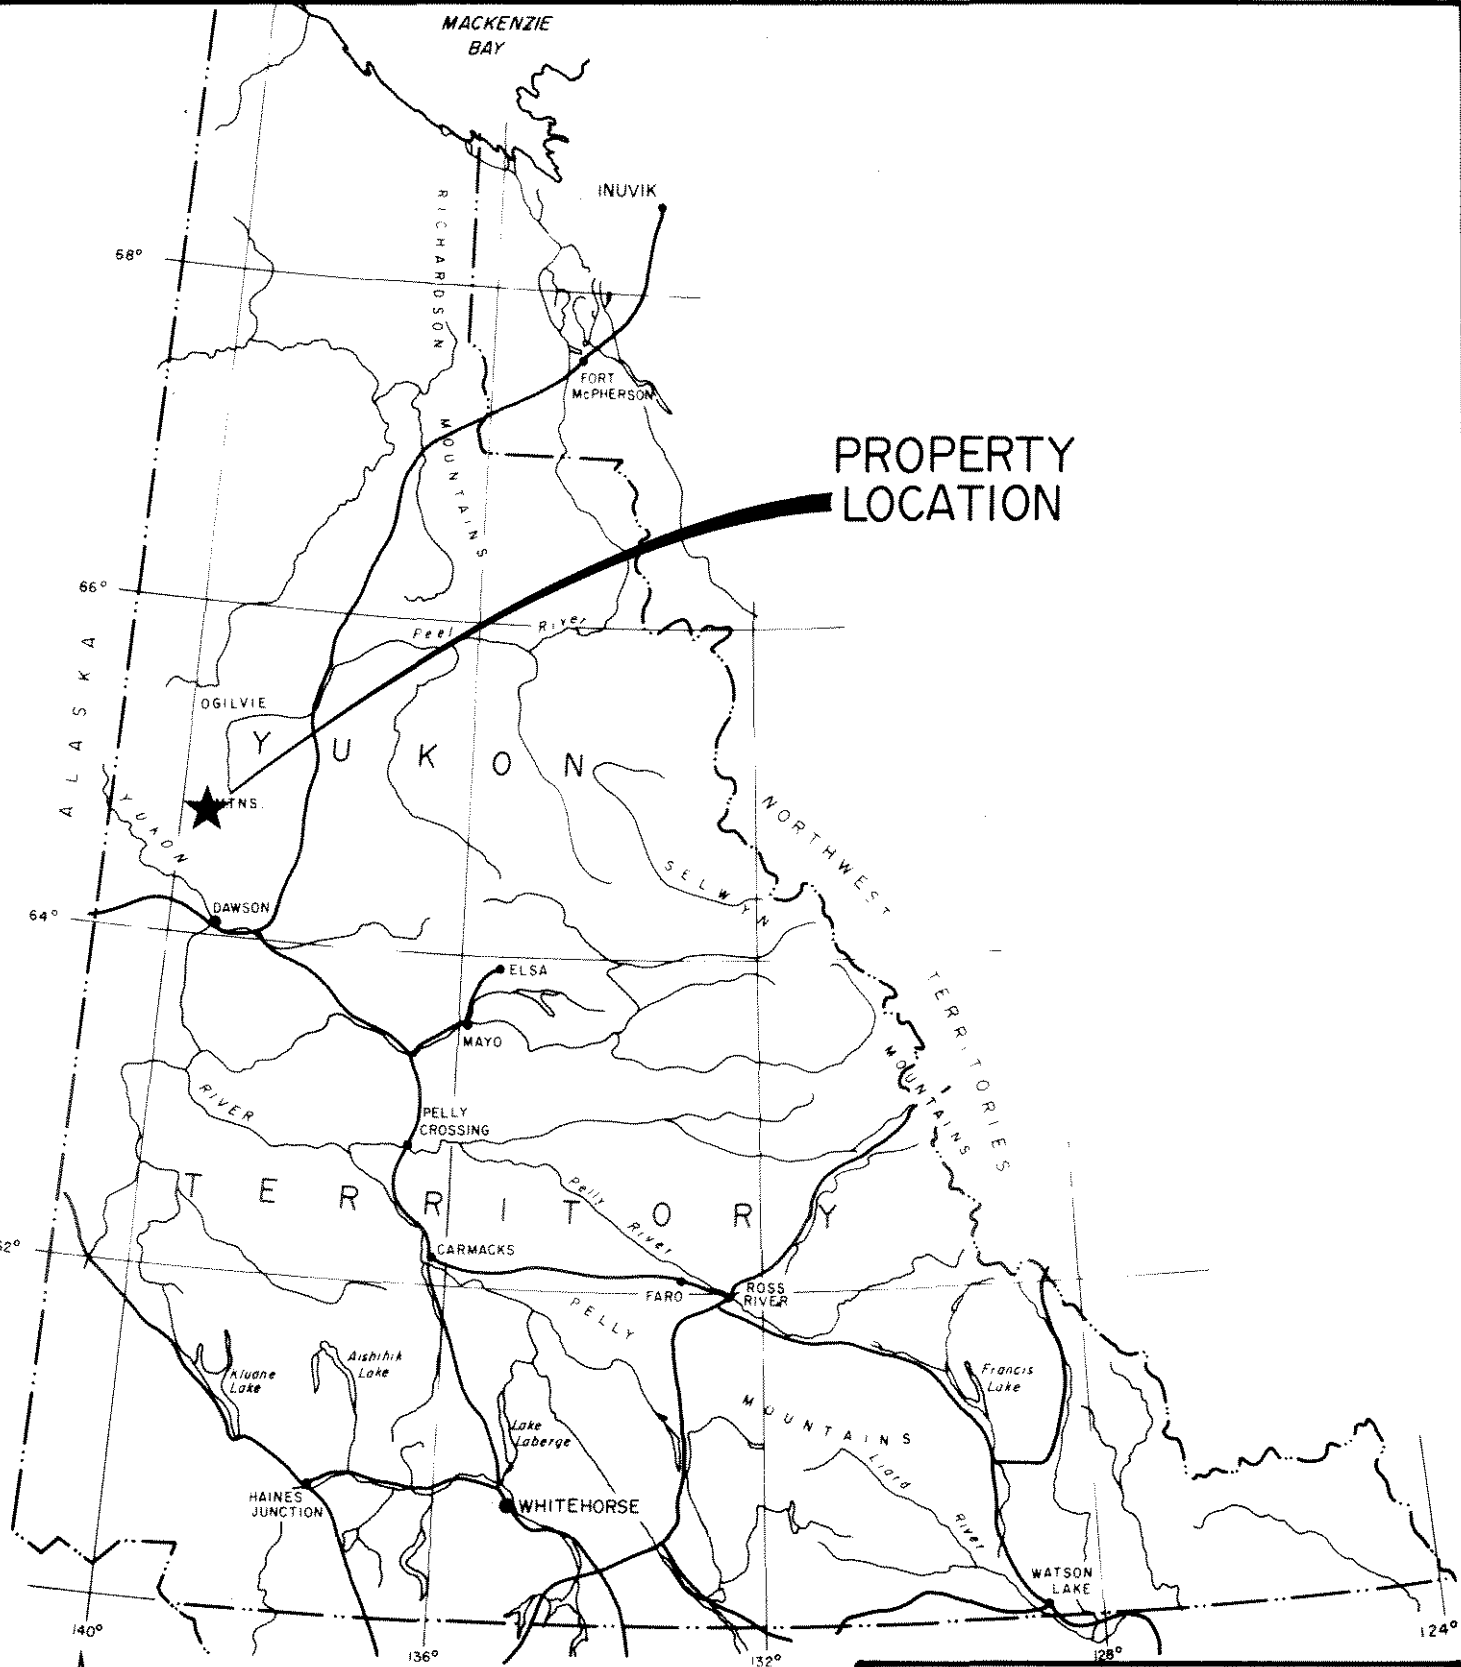 MACKENZIE
BAY
INUVIK
RICHARDSON
68°
FORT
McPHERSON
MOUNTAINS
PROPERTY
LOCATION
66°
Peel River
ALASKA
OGILVIE
YUKON
MTNS.
YUKON
NORTHWEST
SELWYN
DAWSON
64°
ELSA
TERRITORIES
MAYO
MOUNTAINS
RIVER
PELLY
CROSSING
TERRITORY
Pelly
River
2°
CARMACKS
FARO
ROSS
RIVER
PELLY
Kluane
Lake
Aishihik
Lake
Francis
Lake
MOUNTAINS
Lake
Laberge
Liard
River
HAINES
JUNCTION
WHITEHORSE
WATSON
LAKE
140°
136°
132°
128°
124°